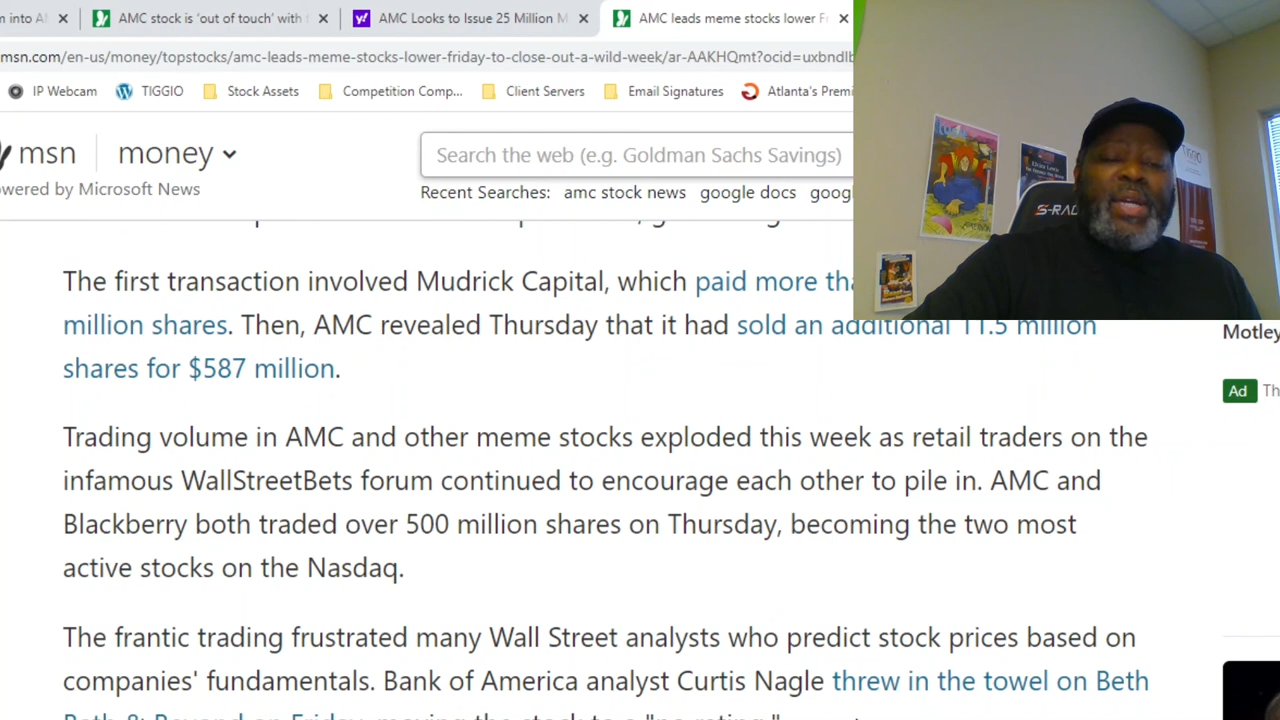 AMC stock is ‘out of touch’ with
AMC Looks to Issue 25 Million M
AMC leads meme stocks lower Fr
msn.com/en-us/money/topstocks/amc-leads-meme-stocks-lower-friday-to-close-out-a-wild-week/ar-AAKHQmt?ocid=uxbndlb
IP Webcam TIGGIO Stock Assets Competition Comp... Client Servers Email Signatures Atlanta's Premi
msn money
Search the web (e.g. Goldman Sachs Savings)
powered by Microsoft News
Recent Searches: amc stock news google docs googl
S-RAC
The first transaction involved Mudrick Capital, which paid more tha
million shares. Then, AMC revealed Thursday that it had sold an additional 11.5 million
shares for $587 million.
Motley
Ad Th
Trading volume in AMC and other meme stocks exploded this week as retail traders on the
infamous WallStreetBets forum continued to encourage each other to pile in. AMC and
Blackberry both traded over 500 million shares on Thursday, becoming the two most
active stocks on the Nasdaq.
The frantic trading frustrated many Wall Street analysts who predict stock prices based on
companies' fundamentals. Bank of America analyst Curtis Nagle threw in the towel on Beth